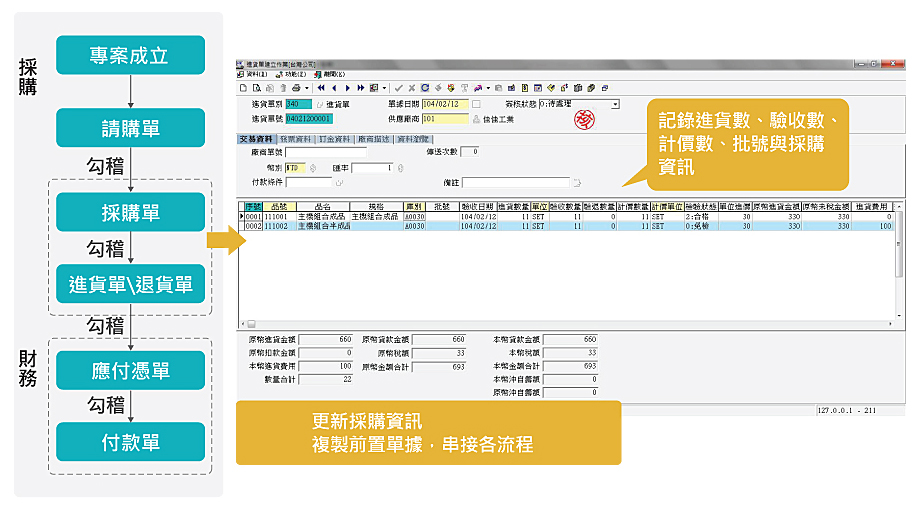 採購
專案成立
請購單
勾稽
採購單
勾稽
進貨單\退貨單
勾稽
財務
應付憑單
勾稽
付款單
進貨單建立作業[台灣公司]
資料(I) 功能(E) 離開(X)
進貨單別 340 進貨單 單據日期 104/02/12 簽核狀態 0:待處理
進貨單號 04021200001 供應廠商 101 佳佳工業
交易資料 發票資料 訂金資料 廠商描述 資料瀏覽
廠商單號 傳送次數 0
幣別 NTD 匯率 1
付款條件 備註
序號 品號 品名 規格 庫別 批號 驗收日期 進貨數量 單位 驗收數量 驗退數量 計價數量 計價單位 檢驗狀態 單位進價 原幣進貨金額 原幣未稅金額 進貨費用
0001 111001 主機組合成品 主機組合成品 A0030 104/02/12 11 SET 11 0 11 SET 2:合格 30 330 330 0
0002 111002 主機組合半成品 A0030 104/02/12 11 SET 11 0 11 SET 0:免檢 30 330 330 100
原幣進貨金額 660 原幣貨款金額 660 本幣貨款金額 660
原幣扣款金額 0 原幣稅額 33 本幣稅額 33
本幣進貨費用 100 原幣金額合計 693 本幣金額合計 693
數量合計 22 本幣沖自籌額 0
原幣沖自籌額 0
127.0.0.1 - 211
記錄進貨數、驗收數、
計價數、批號與採購
資訊
更新採購資訊
複製前置單據，串接各流程